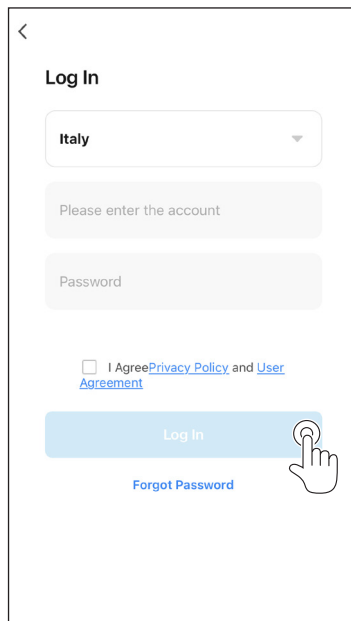 Log In
Italy
Please enter the account
Password
I AgreePrivacy Policy and User
Agreement
Log In
Forgot Password